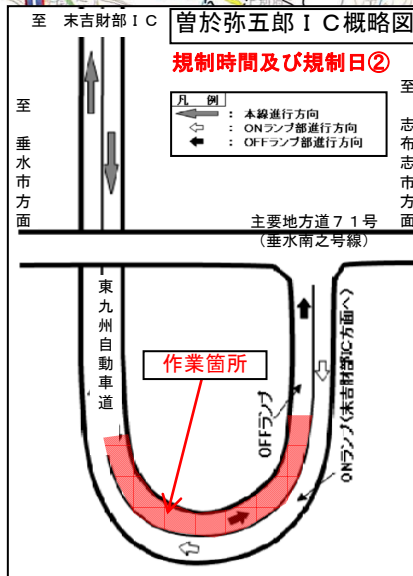 至 末吉財部ＩＣ
曽於弥五郎ＩＣ概略図
規制時間及び規制日②
凡 例
： 本線進行方向
： ONランプ部進行方向
： OFFランプ部進行方向
至 垂水市方面
至 志布志市方面
主要地方道７１号
（垂水南之号線）
東九州自動車道
作業箇所
OFFランプ
ONランプ(末吉財部IC方面へ)